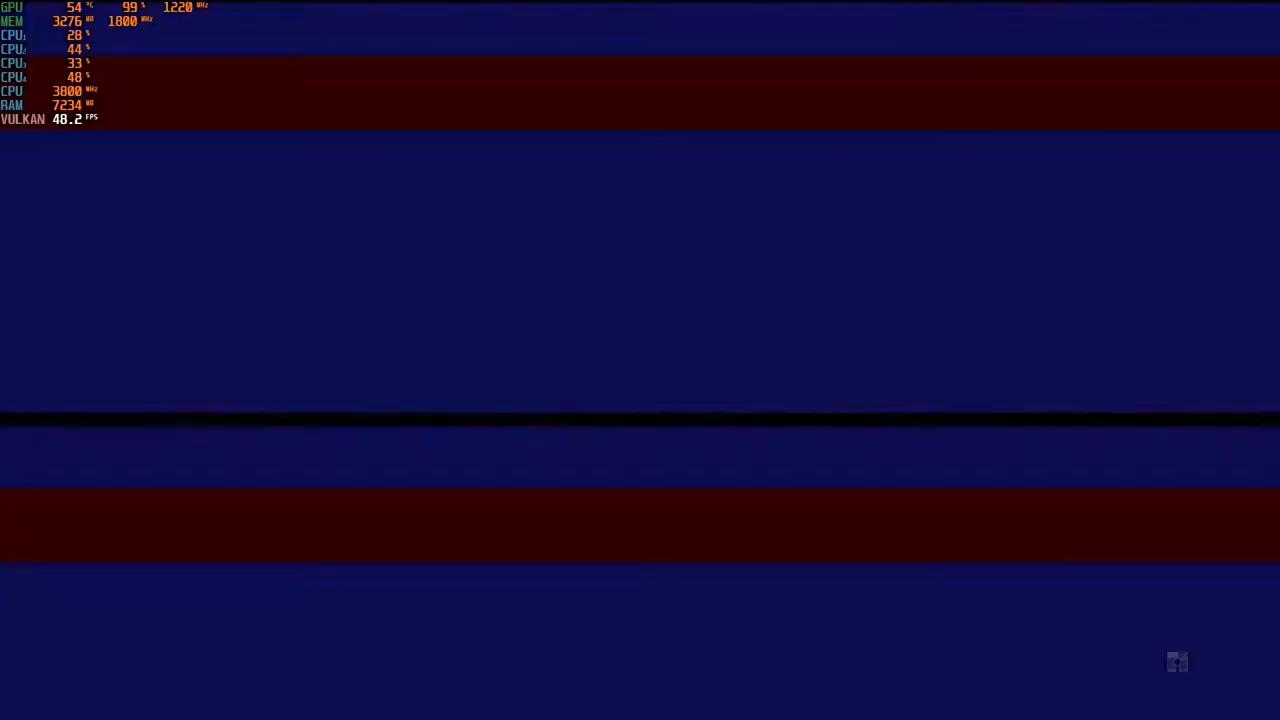 GPU 54 °C 99 % 1220 MHz
MEM 3276 MB 1800 MHz
CPU1 28 %
CPU2 44 %
CPU3 33 %
CPU4 48 %
CPU 3800 MHz
RAM 7234 MB
VULKAN 48.2 FPS